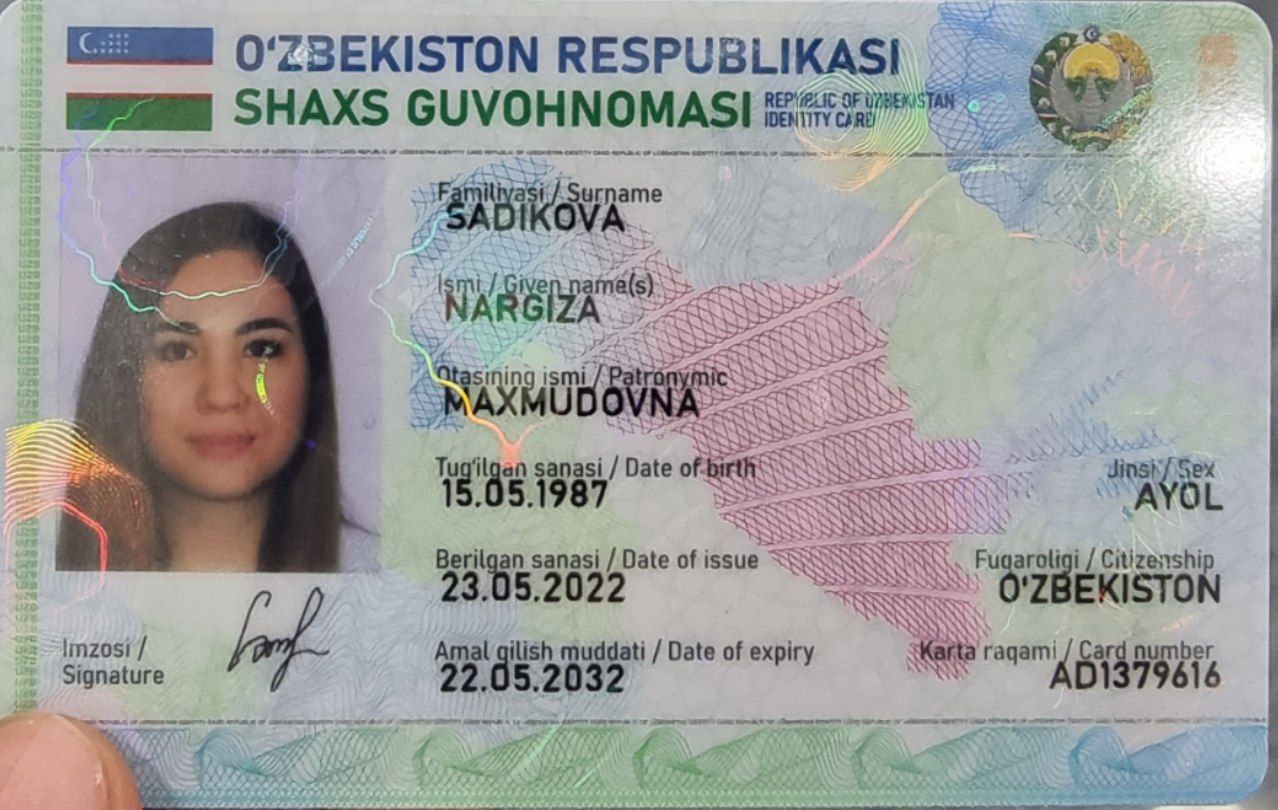 O‘ZBEKISTON RESPUBLIKASI
SHAXS GUVOHNOMASI
REPUBLIC OF UZBEKISTAN
IDENTITY CARD
Familiyasi / Surname
SADIKOVA
Ismi / Given name(s)
NARGIZA
Otasining ismi / Patronymic
MAXMUDOVNA
Tug‘ilgan sanasi / Date of birth
15.05.1987
Jinsi / Sex
AYOL
Berilgan sanasi / Date of issue
23.05.2022
Fuqaroligi / Citizenship
O‘ZBEKISTON
Imzosi /
Signature
Amal qilish muddati / Date of expiry
22.05.2032
Karta raqami / Card number
AD1379616